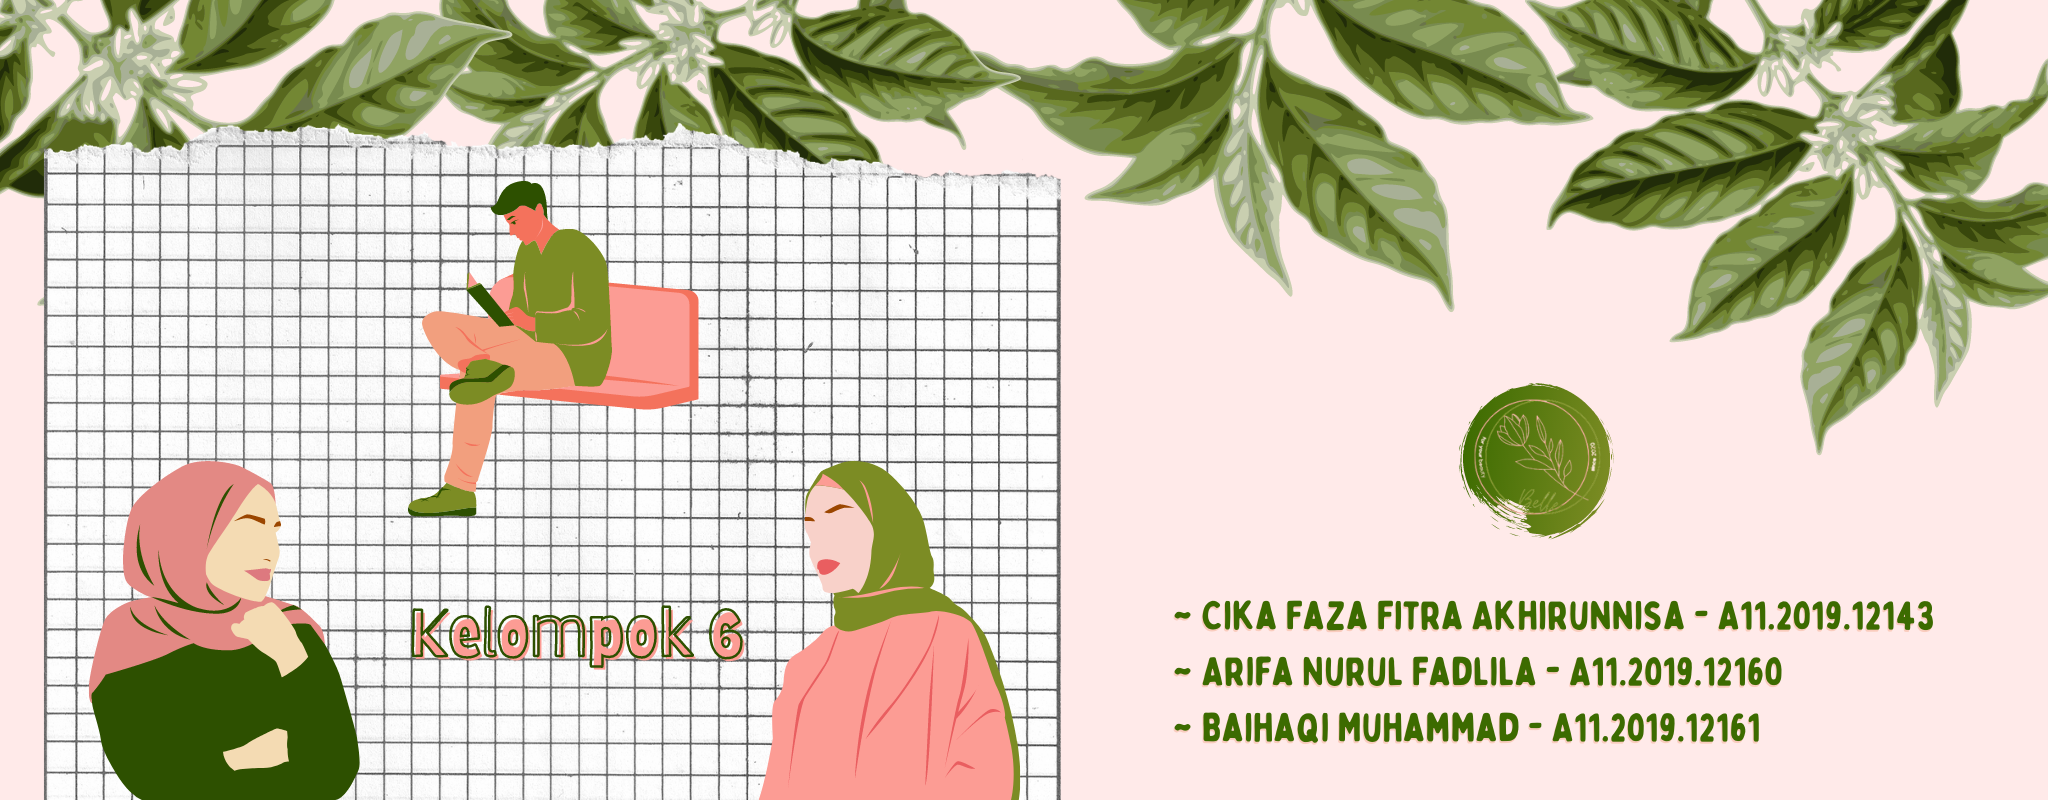 Kelompok 6
~ CIKA FAZA FITRA AKHIRUNNISA - A11.2019.12143
~ ARIFA NURUL FADLILA - A11.2019.12160
~ BAIHAQI MUHAMMAD - A11.2019.12161